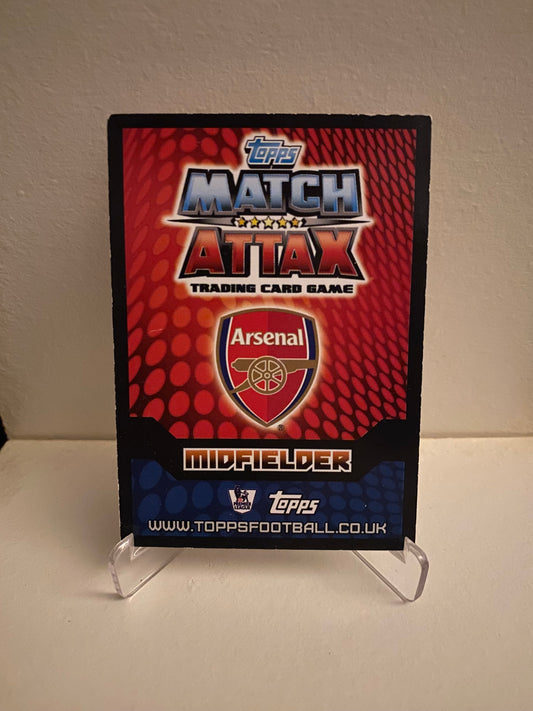 Topps
MATCH
ATTAX
TRADING CARD GAME
Arsenal
®
MIDFIELDER
Topps
WWW.TOPPSFOOTBALL.CO.UK